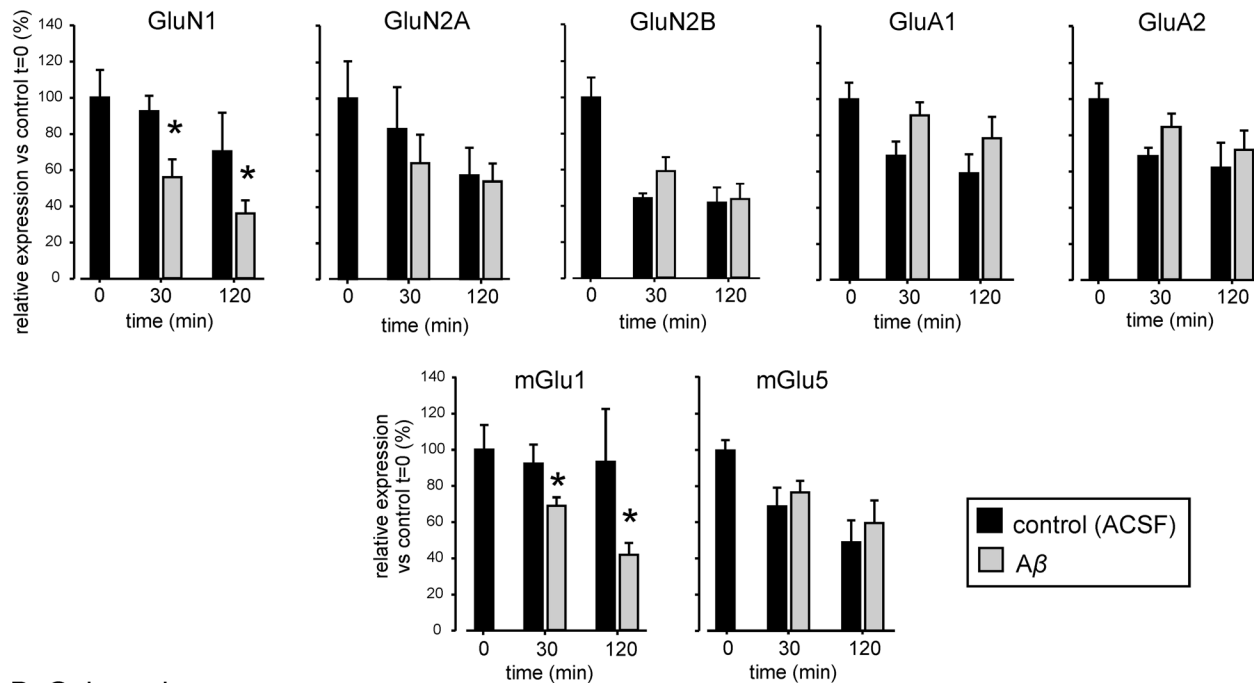 GluN1
GluN2A
GluN2B
GluA1
GluA2
relative expression vs control t=0 (%)
140
120
100
80
60
40
20
0
*
*
0 30 120
time (min)
0 30 120
time (min)
0 30 120
time (min)
0 30 120
time (min)
0 30 120
time (min)
mGlu1
mGlu5
relative expression
vs control t=0 (%)
140
120
100
80
60
40
20
0
*
*
0 30 120
time (min)
0 30 120
time (min)
control (ACSF)
Aβ